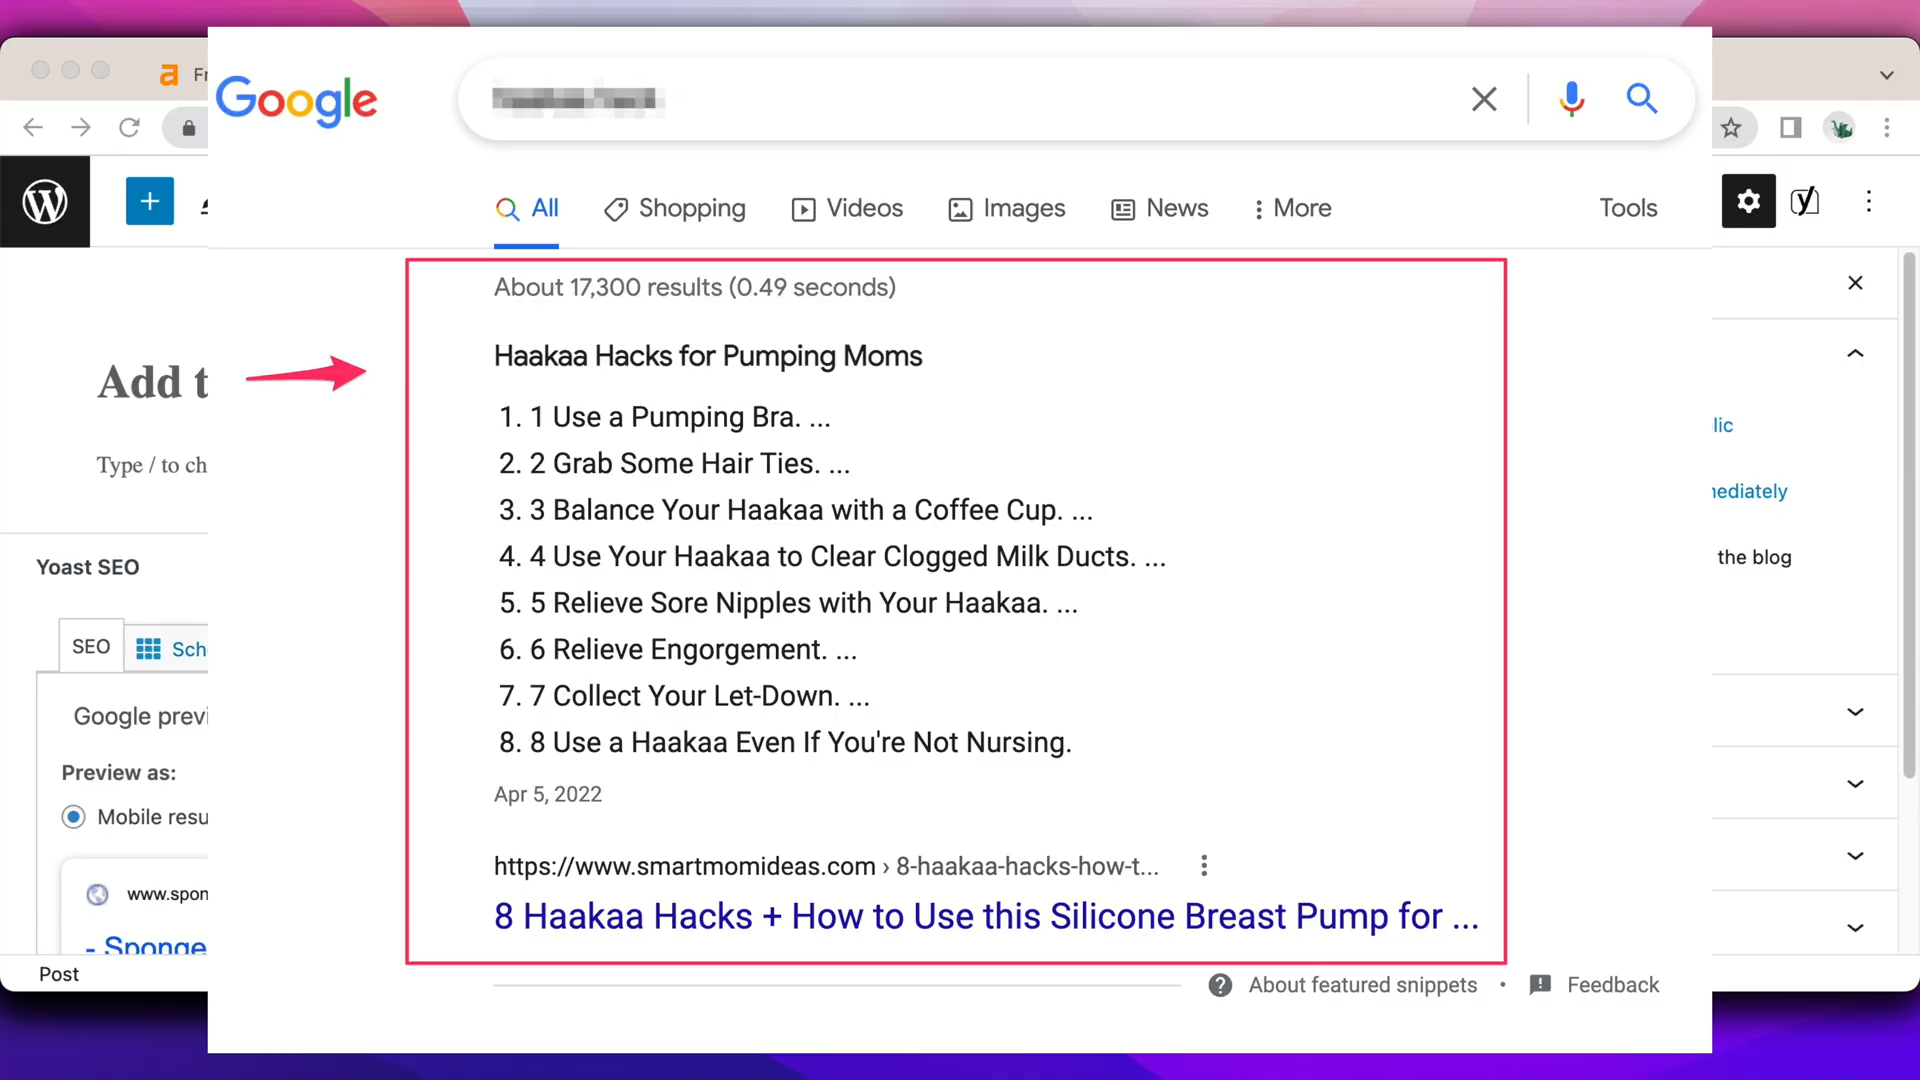 Fr
Google
All
Shopping
Videos
Images
News
More
Tools
About 17,300 results (0.49 seconds)
Haakaa Hacks for Pumping Moms
1. 1 Use a Pumping Bra. ...
2. 2 Grab Some Hair Ties. ...
3. 3 Balance Your Haakaa with a Coffee Cup. ...
4. 4 Use Your Haakaa to Clear Clogged Milk Ducts. ...
5. 5 Relieve Sore Nipples with Your Haakaa. ...
6. 6 Relieve Engorgement. ...
7. 7 Collect Your Let-Down. ...
8. 8 Use a Haakaa Even If You're Not Nursing.
Apr 5, 2022
https://www.smartmomideas.com › 8-haakaa-hacks-how-t...
8 Haakaa Hacks + How to Use this Silicone Breast Pump for ...
About featured snippets
•
Feedback
Add t
Type / to ch
Yoast SEO
SEO
Sch
Google previ
Preview as:
Mobile resu
www.spon
- Sponge
Post
lic
nediately
the blog